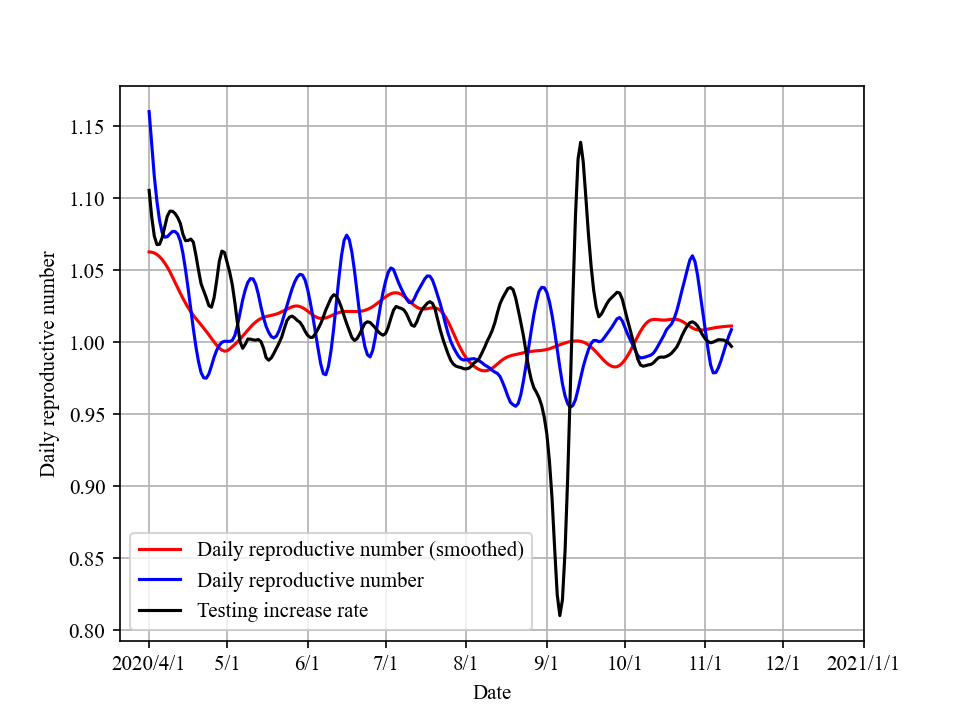 1.15
1.10
1.05
1.00
0.95
0.90
0.85
0.80
Daily reproductive number
Daily reproductive number (smoothed)
Daily reproductive number
Testing increase rate
2020/4/1 5/1 6/1 7/1 8/1 9/1 10/1 11/1 12/1 2021/1/1
Date